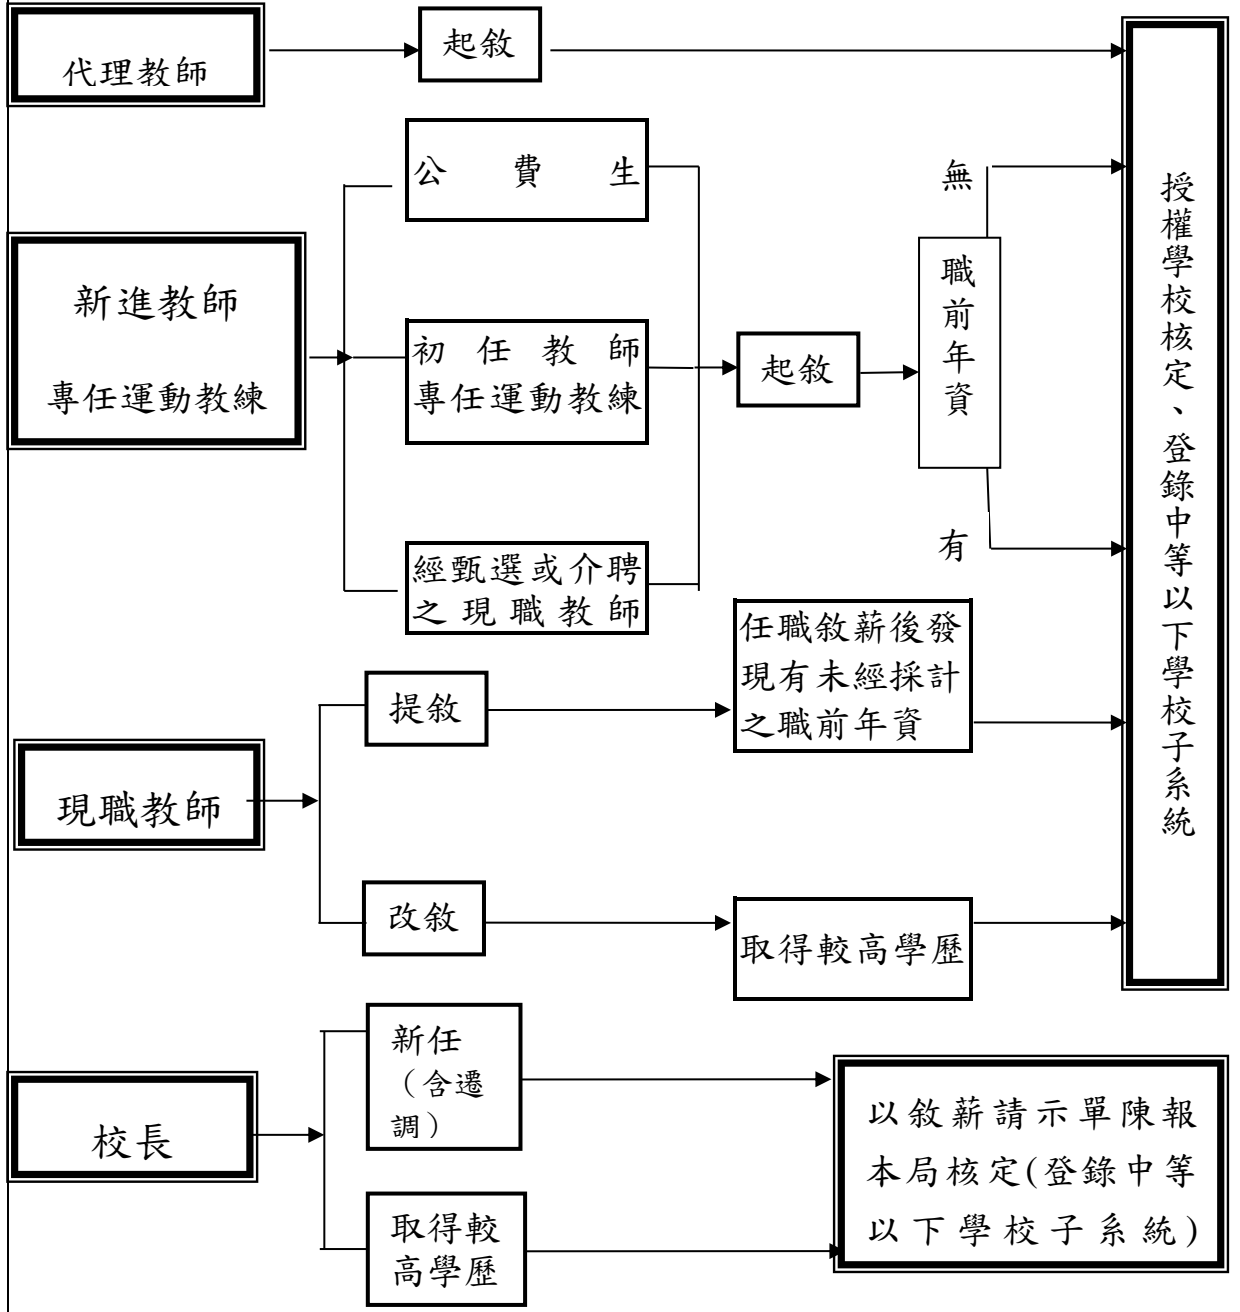 代理教師
起敘
公費生
無
新進教師
專任運動教練
初任教師
專任運動教練
起敘
職前年資
有
經甄選或介聘
之現職教師
現職教師
提敘
任職敘薪後發
現有未經採計
之職前年資
改敘
取得較高學歷
授權學校核定、登錄中等以下學校子系統
校長
新任
（含遷
調）
取得較
高學歷
以敘薪請示單陳報
本局核定(登錄中等
以下學校子系統)